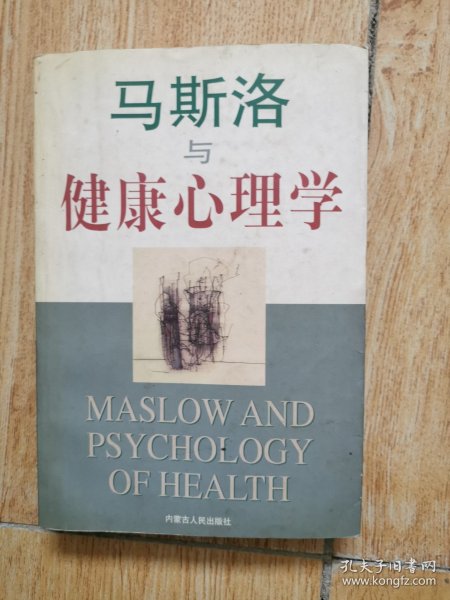 马斯洛
与
健康心理学
MASLOW AND
PSYCHOLOGY
OF HEALTH
内蒙古人民出版社
孔夫子旧书网
www.kongfz.com